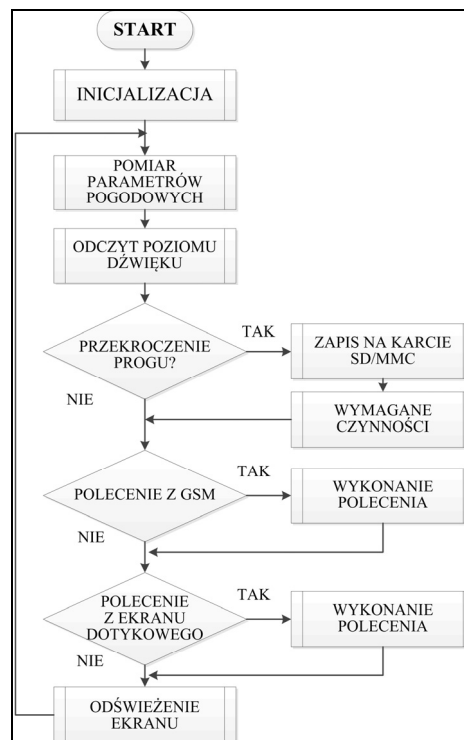 START
INICJALIZACJA
POMIAR
PARAMETRÓW
POGODOWYCH
ODCZYT POZIOMU
DŹWIĘKU
PRZEKROCZENIE
PROGU?
TAK
ZAPIS NA KARCIE
SD/MMC
NIE
WYMAGANE
CZYNNOŚCI
POLECENIE Z GSM
TAK
WYKONANIE
POLECENIA
NIE
POLECENIE
Z EKRANU
DOTYKOWEGO
TAK
WYKONANIE
POLECENIA
NIE
ODŚWIEŻENIE
EKRANU